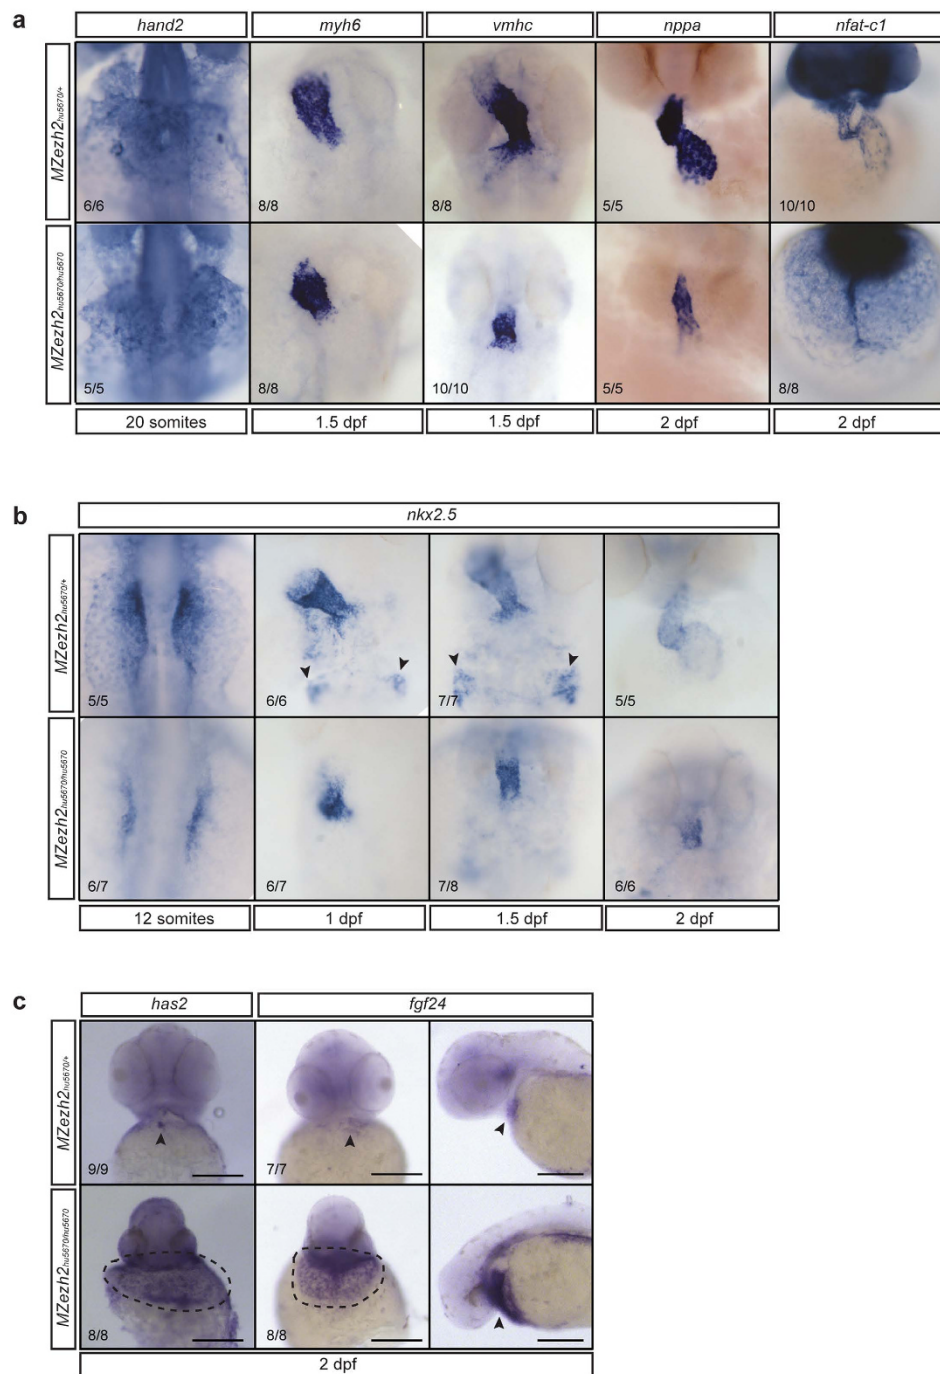 a
hand2 myh6 vmhc nppa nfat-c1
MZezh2hu5670/+
6/6 8/8 8/8 5/5 10/10
MZezh2hu5670/hu5670
5/5 8/8 10/10 5/5 8/8
20 somites 1.5 dpf 1.5 dpf 2 dpf 2 dpf
b
nkx2.5
MZezh2hu5670/+
5/5 6/6 7/7 5/5
MZezh2hu5670/hu5670
6/7 6/7 7/8 6/6
12 somites 1 dpf 1.5 dpf 2 dpf
c
has2 fgf24
MZezh2hu5670/+
9/9 7/7
MZezh2hu5670/hu5670
8/8 8/8
2 dpf